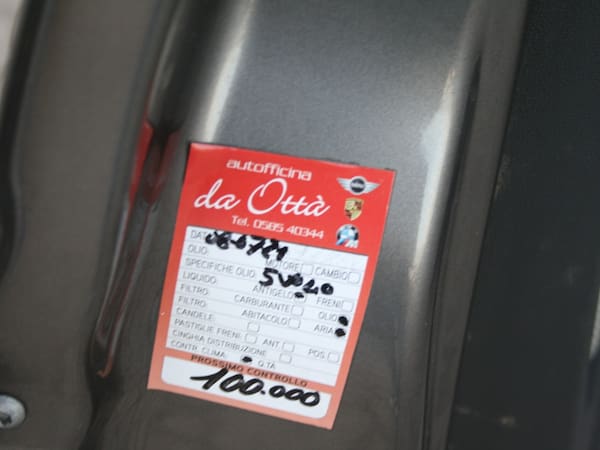 autofficina
da Ottà
Tel. 0585 40344
DATA
OLIO: MOTORE CAMBIO
SPECIFICHE OLIO:
LIQUIDO: ANTIGELO FRENI
FILTRO: CARBURANTE OLIO
FILTRO: ABITACOLO ARIA
CANDELE:
PASTIGLIE FRENI: ANT POS.
CINGHIA DISTRIBUZIONE
CONTR. CLIMA: Q.TÀ
PROSSIMO CONTROLLO
100.000